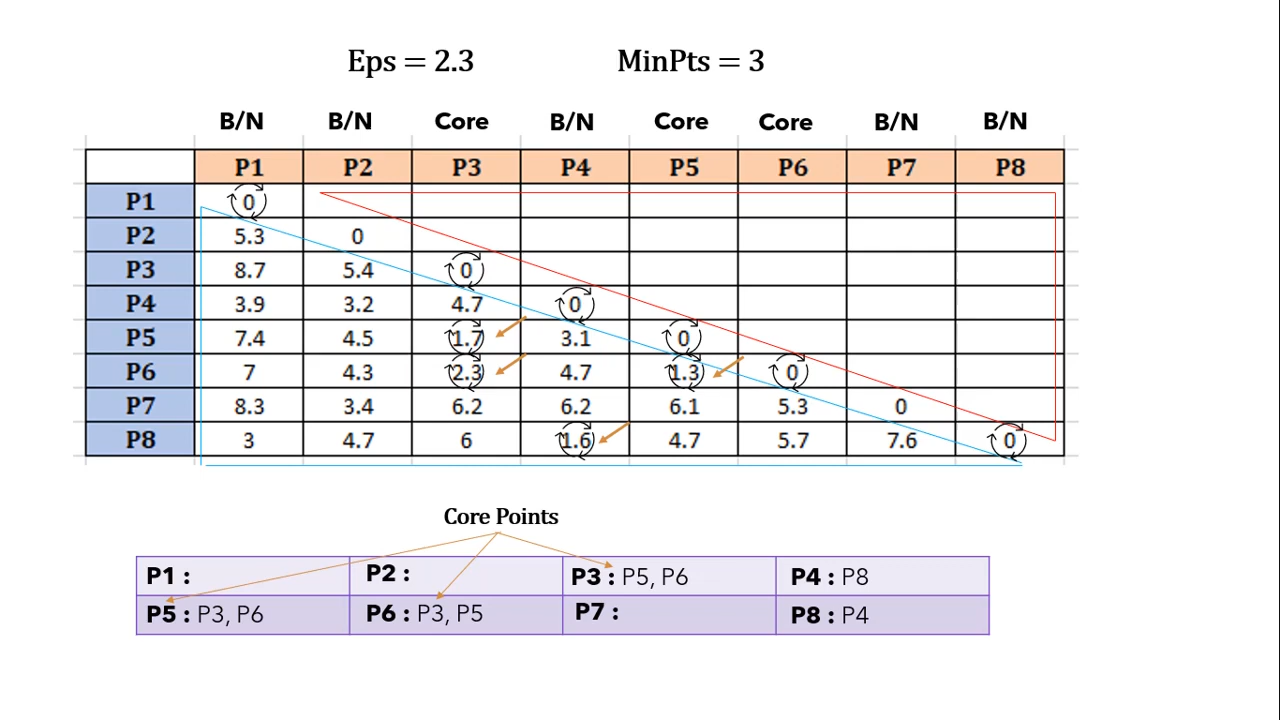 Eps = 2.3 MinPts = 3
B/N B/N Core B/N Core Core B/N B/N
P1 P2 P3 P4 P5 P6 P7 P8
P1 0
P2 5.3 0
P3 8.7 5.4 0
P4 3.9 3.2 4.7 0
P5 7.4 4.5 1.7 3.1 0
P6 7 4.3 2.3 4.7 1.3 0
P7 8.3 3.4 6.2 6.2 6.1 5.3 0
P8 3 4.7 6 1.6 4.7 5.7 7.6 0
Core Points
P1 : P2 : P3 : P5, P6 P4 : P8
P5 : P3, P6 P6 : P3, P5 P7 : P8 : P4